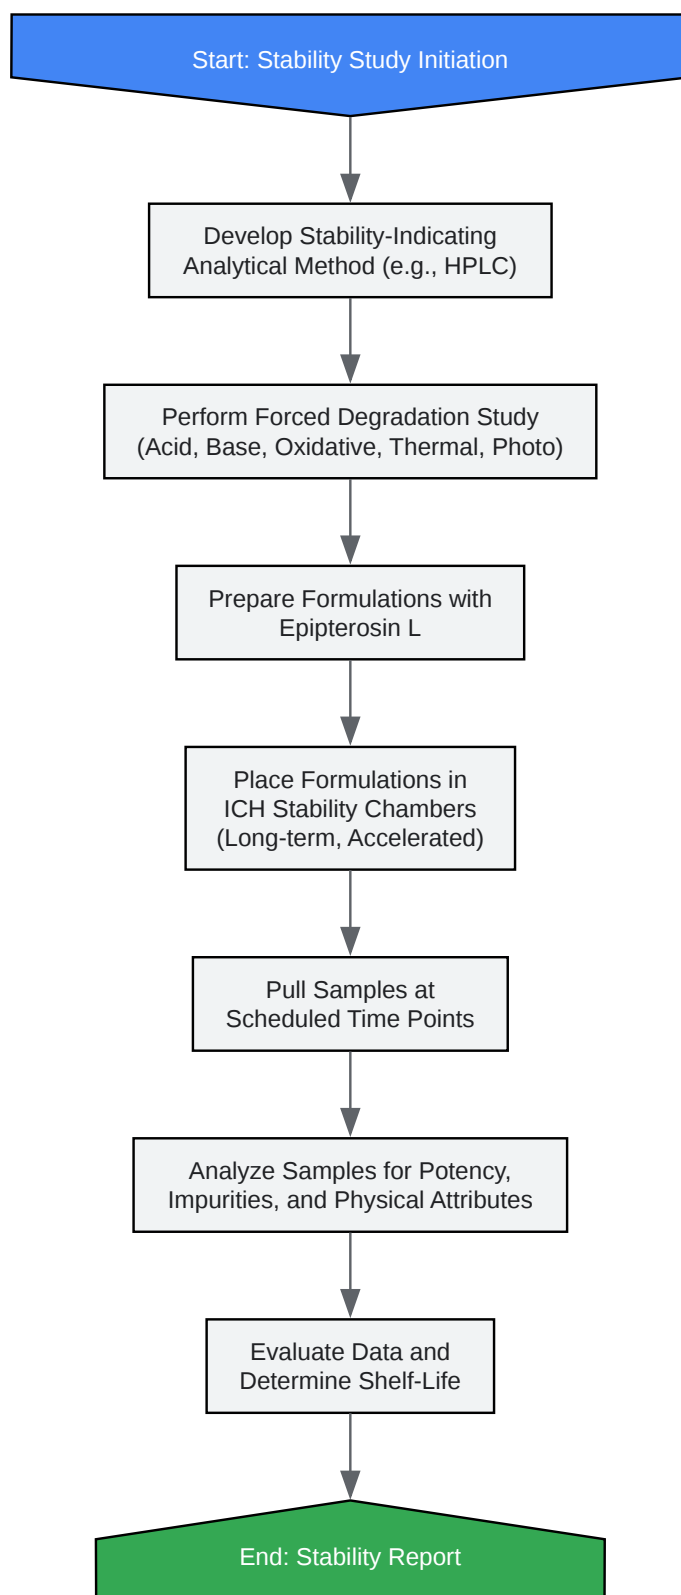 Start: Stability Study Initiation
Develop Stability-Indicating
Analytical Method (e.g., HPLC)
Perform Forced Degradation Study
(Acid, Base, Oxidative, Thermal, Photo)
Prepare Formulations with
Epipterosin L
Place Formulations in
ICH Stability Chambers
(Long-term, Accelerated)
Pull Samples at
Scheduled Time Points
Analyze Samples for Potency,
Impurities, and Physical Attributes
Evaluate Data and
Determine Shelf-Life
End: Stability Report